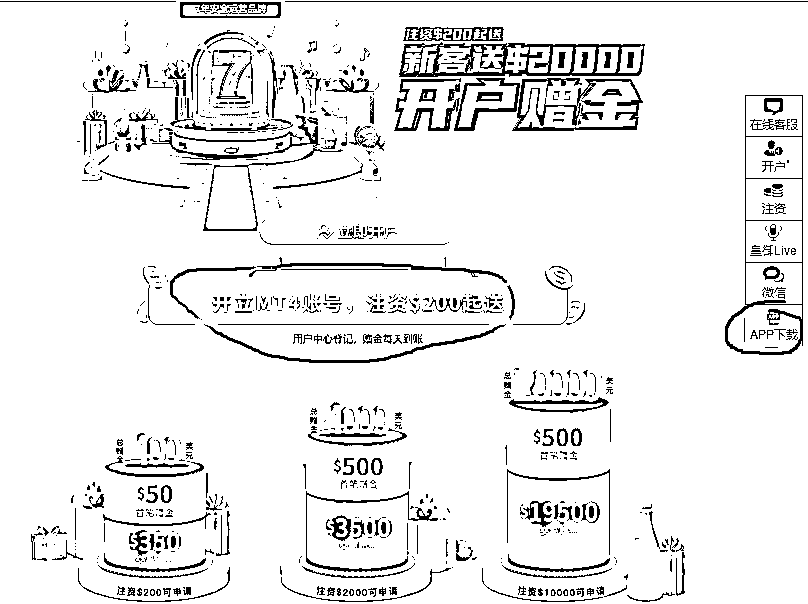 7年安全运营品牌
7
注资$200起送
新客送$20000
开户赠金
在线客服
开户
注资
皇御Live
微信
APP下载
立即开户
开立MT4账号，注资$200起送
用户中心登记，赠金每天到账
总赠金
美元
$50
首笔赠金
$350
注资$200可申请
总赠金
美元
$500
首笔赠金
$3500
注资$2000可申请
总赠金
美元
$500
首笔赠金
$19500
注资$10000可申请